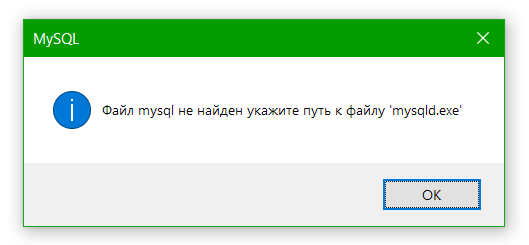 MySQL
Файл mysql не найден укажите путь к файлу 'mysqld.exe'
OK